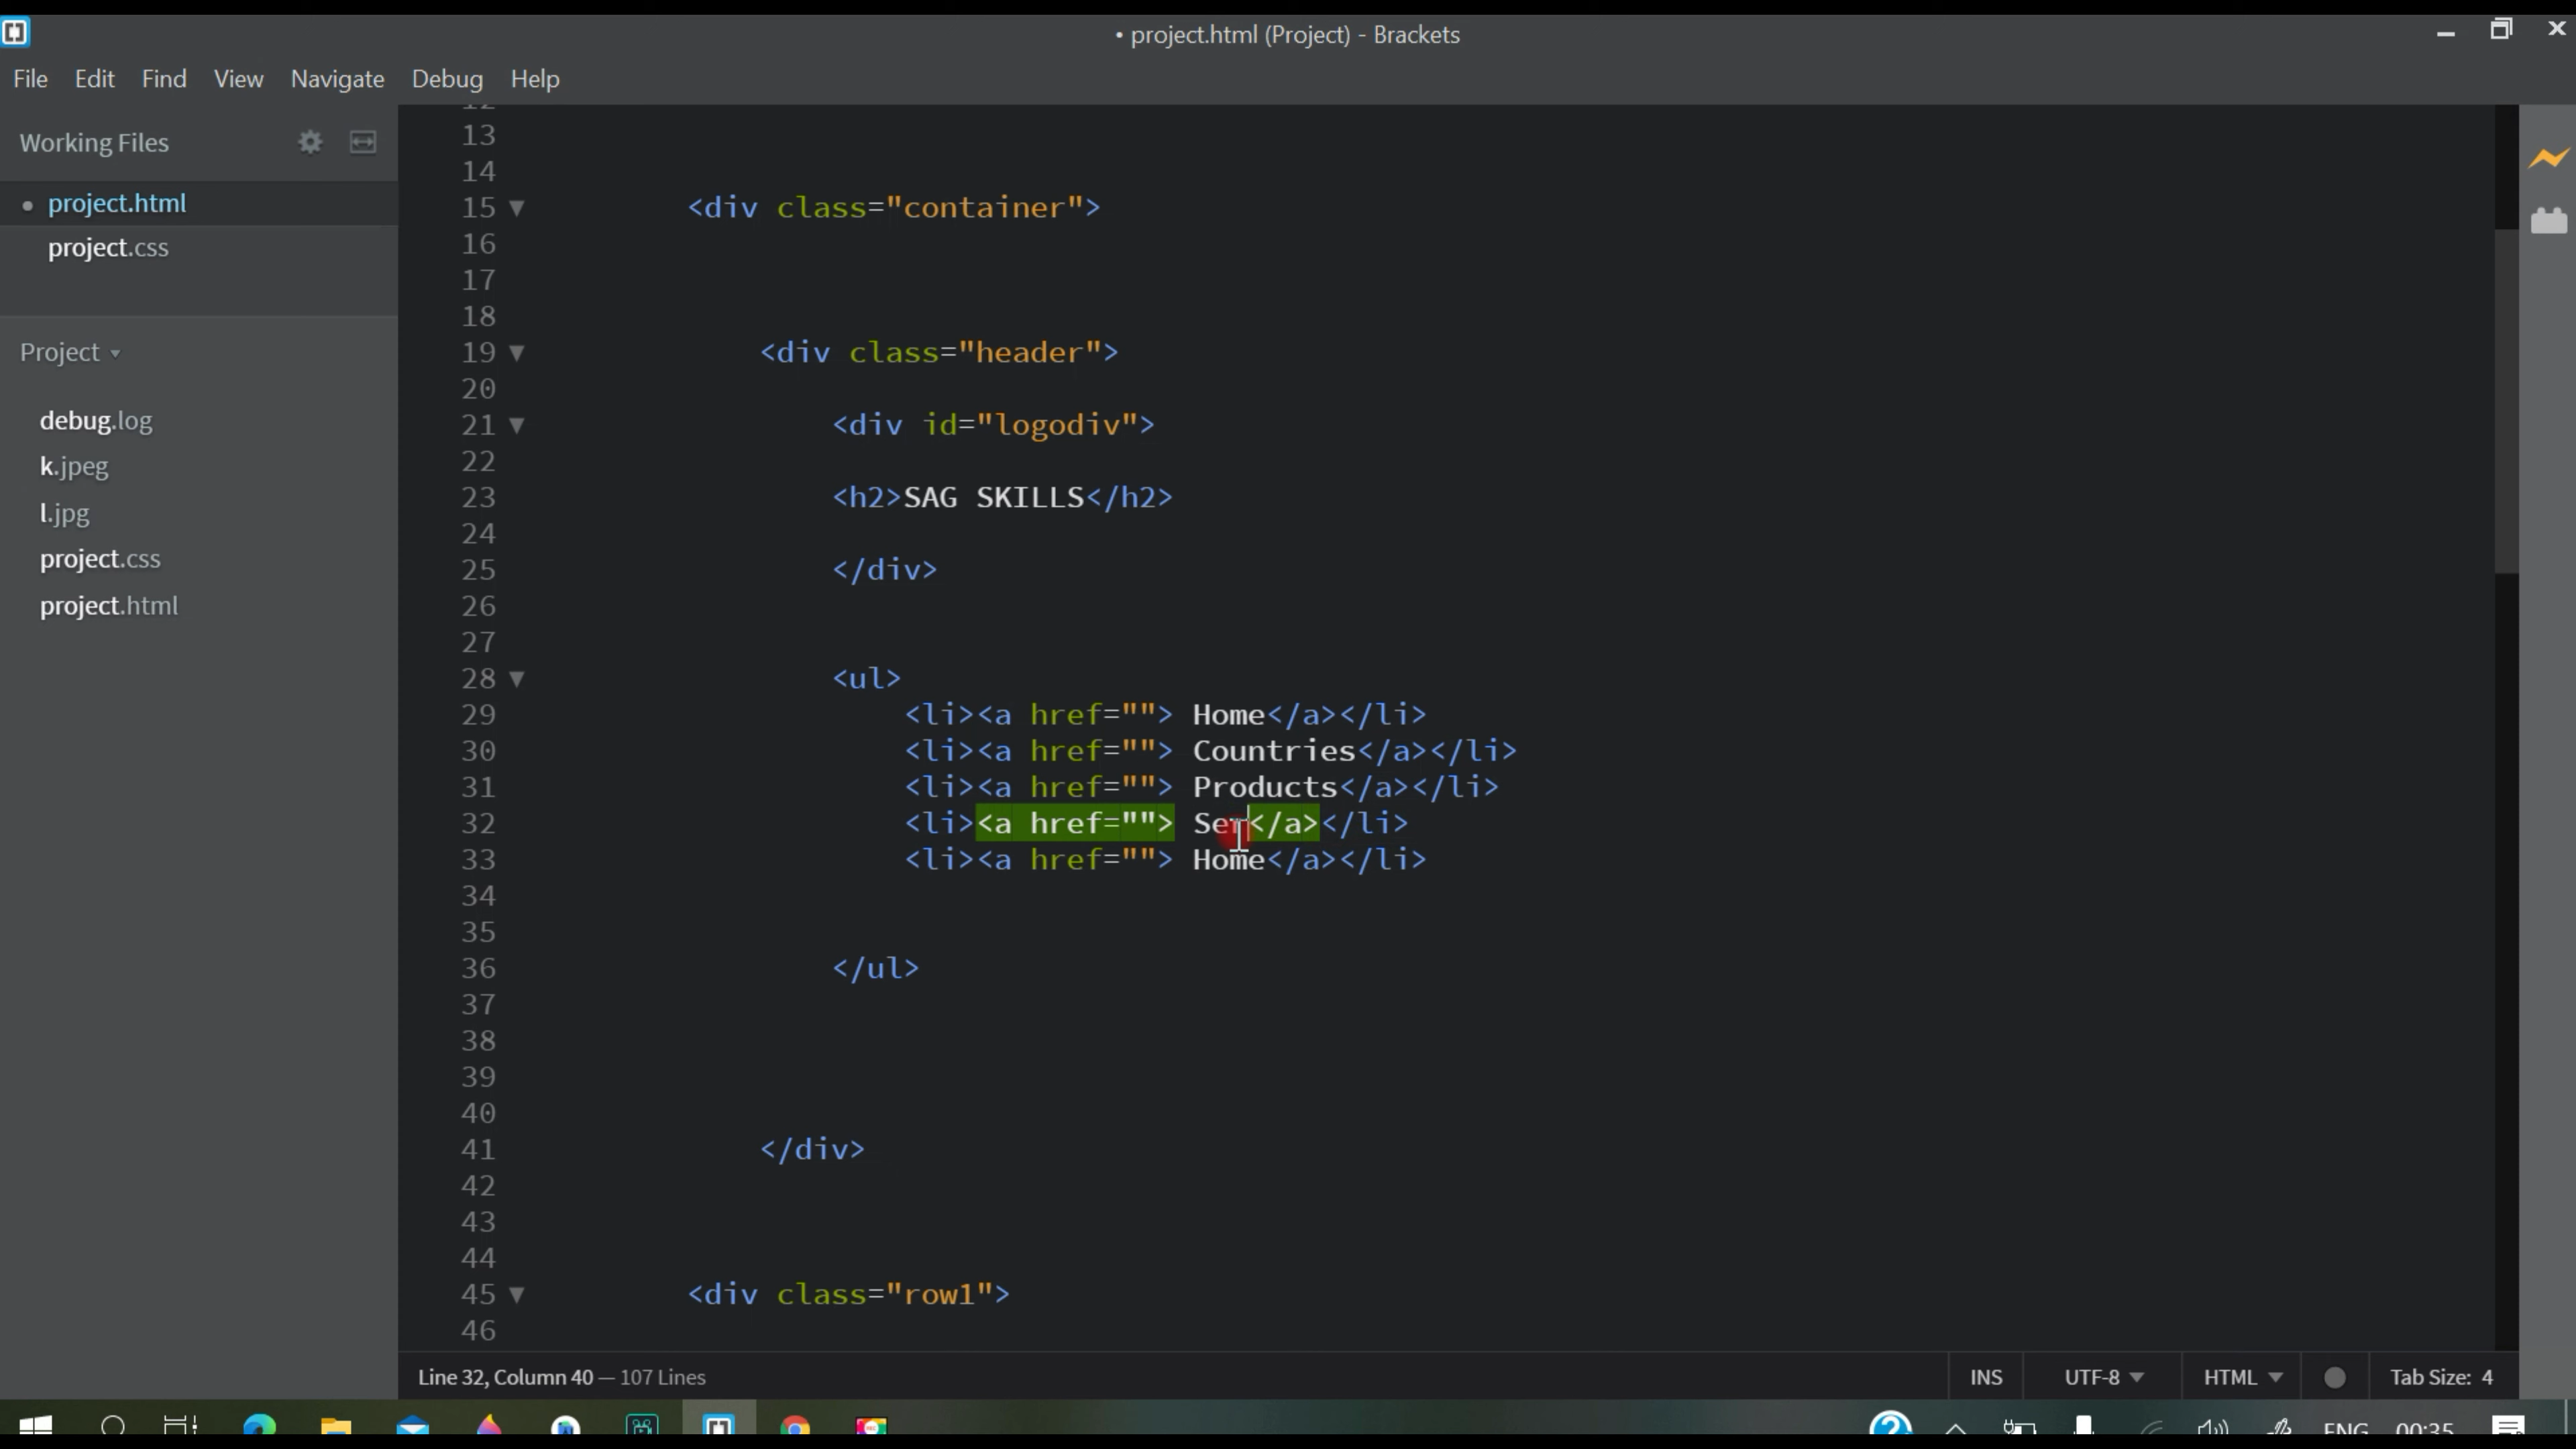 • project.html (Project) - Brackets
File Edit Find View Navigate Debug Help
Working Files
project.html
project.css
Project
debug.log
k.jpeg
l.jpg
project.css
project.html
12
13
14
15 <div class="container">
16
17
18
19 <div class="header">
20
21 <div id="logodiv">
22
23 <h2>SAG SKILLS</h2>
24
25 </div>
26
27
28 <ul>
29 <li><a href=""> Home</a></li>
30 <li><a href=""> Countries</a></li>
31 <li><a href=""> Products</a></li>
32 <li><a href=""> Ser</a></li>
33 <li><a href=""> Home</a></li>
34
35
36 </ul>
37
38
39
40
41 </div>
42
43
44
45 <div class="row1">
46
Line 32, Column 40 — 107 Lines INS UTF-8 HTML Tab Size: 4
ENG 00:35